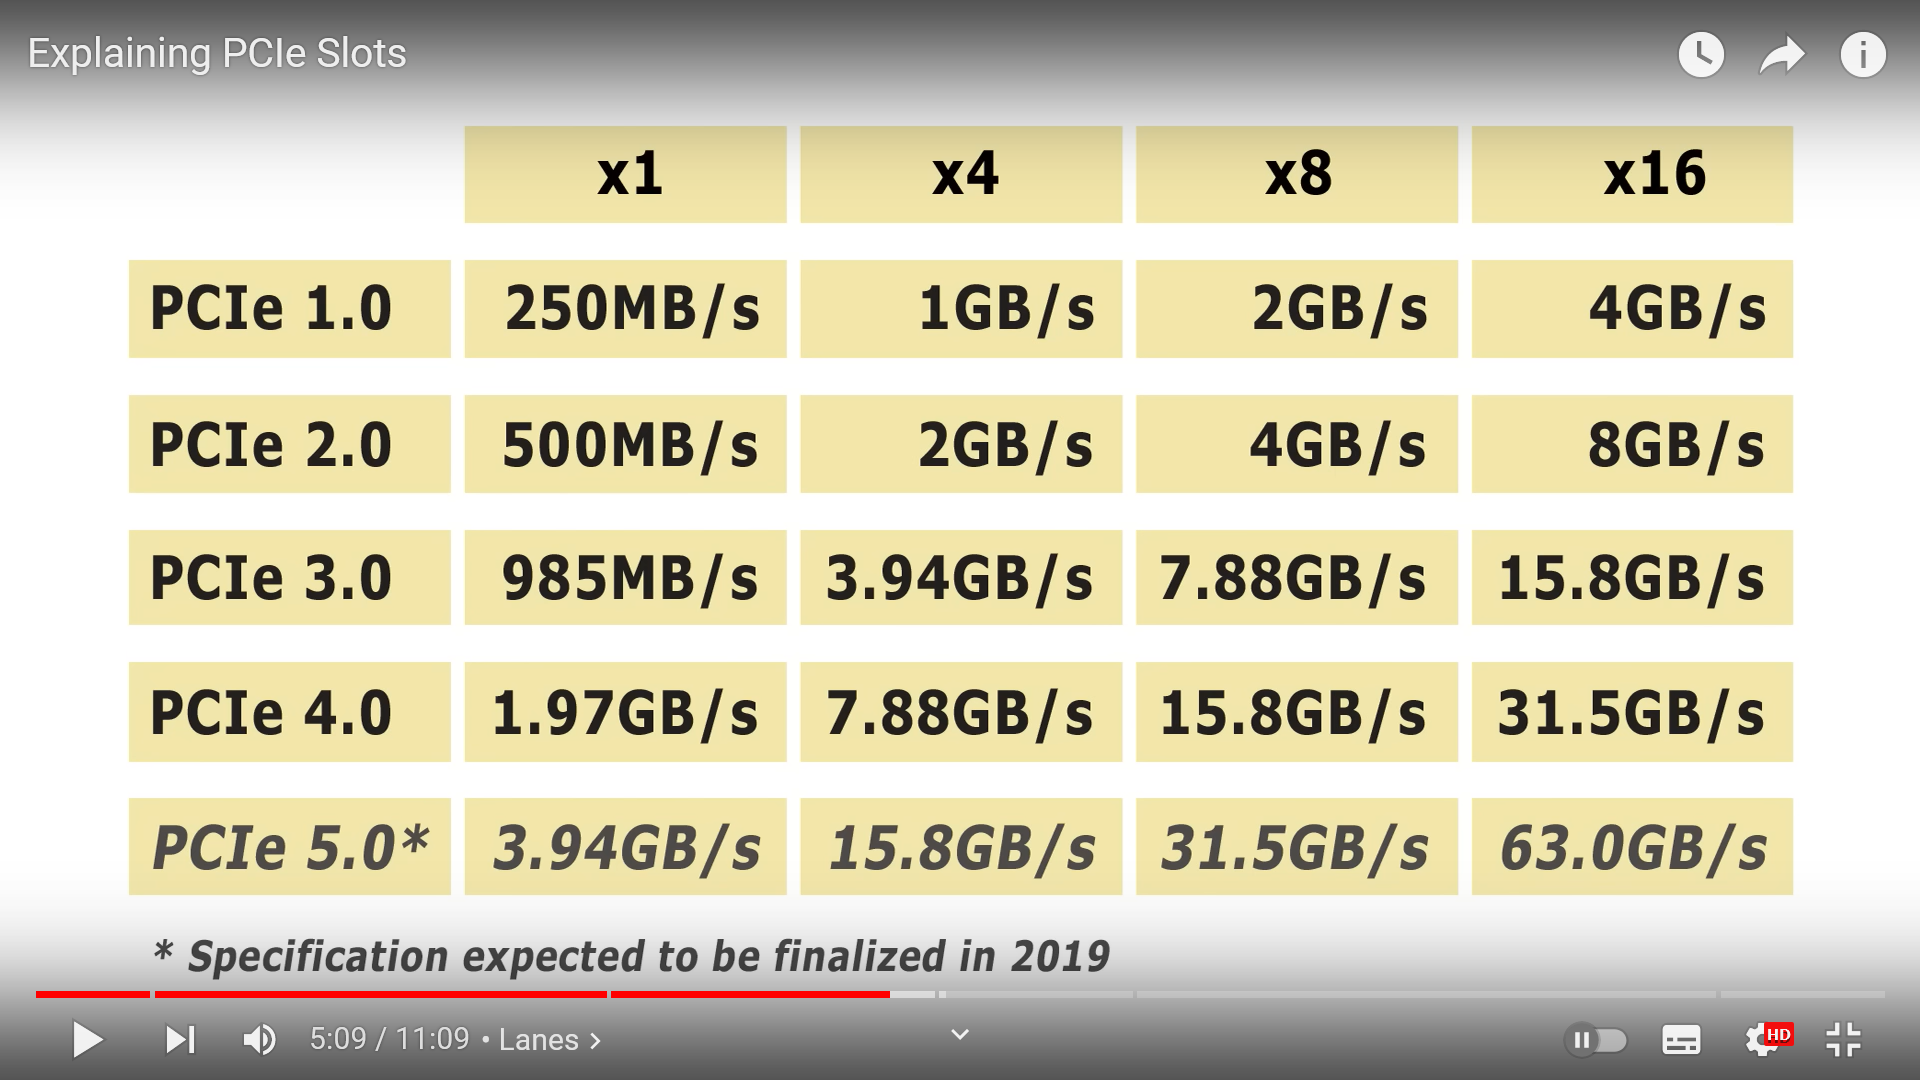 Explaining PCIe Slots
x1 x4 x8 x16
PCIe 1.0 250MB/s 1GB/s 2GB/s 4GB/s
PCIe 2.0 500MB/s 2GB/s 4GB/s 8GB/s
PCIe 3.0 985MB/s 3.94GB/s 7.88GB/s 15.8GB/s
PCIe 4.0 1.97GB/s 7.88GB/s 15.8GB/s 31.5GB/s
PCIe 5.0* 3.94GB/s 15.8GB/s 31.5GB/s 63.0GB/s
* Specification expected to be finalized in 2019
5:09 / 11:09 • Lanes > HD